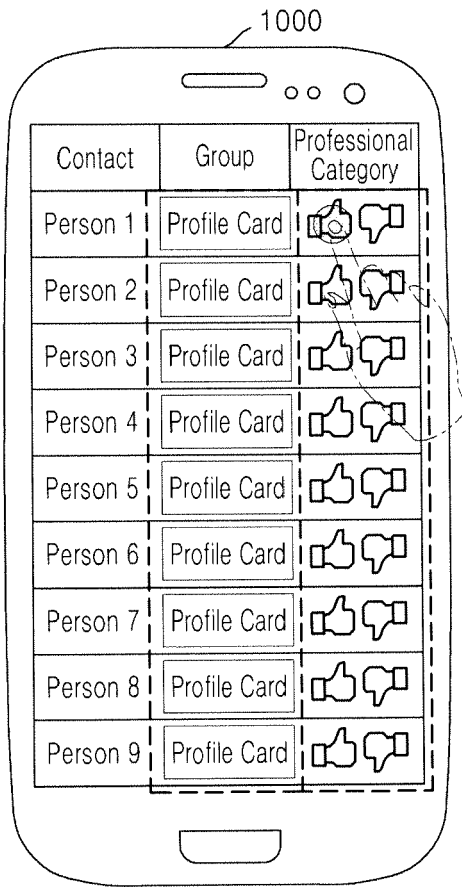 1000
Contact Group Professional
Category
Person 1 Profile Card
Person 2 Profile Card
Person 3 Profile Card
Person 4 Profile Card
Person 5 Profile Card
Person 6 Profile Card
Person 7 Profile Card
Person 8 Profile Card
Person 9 Profile Card